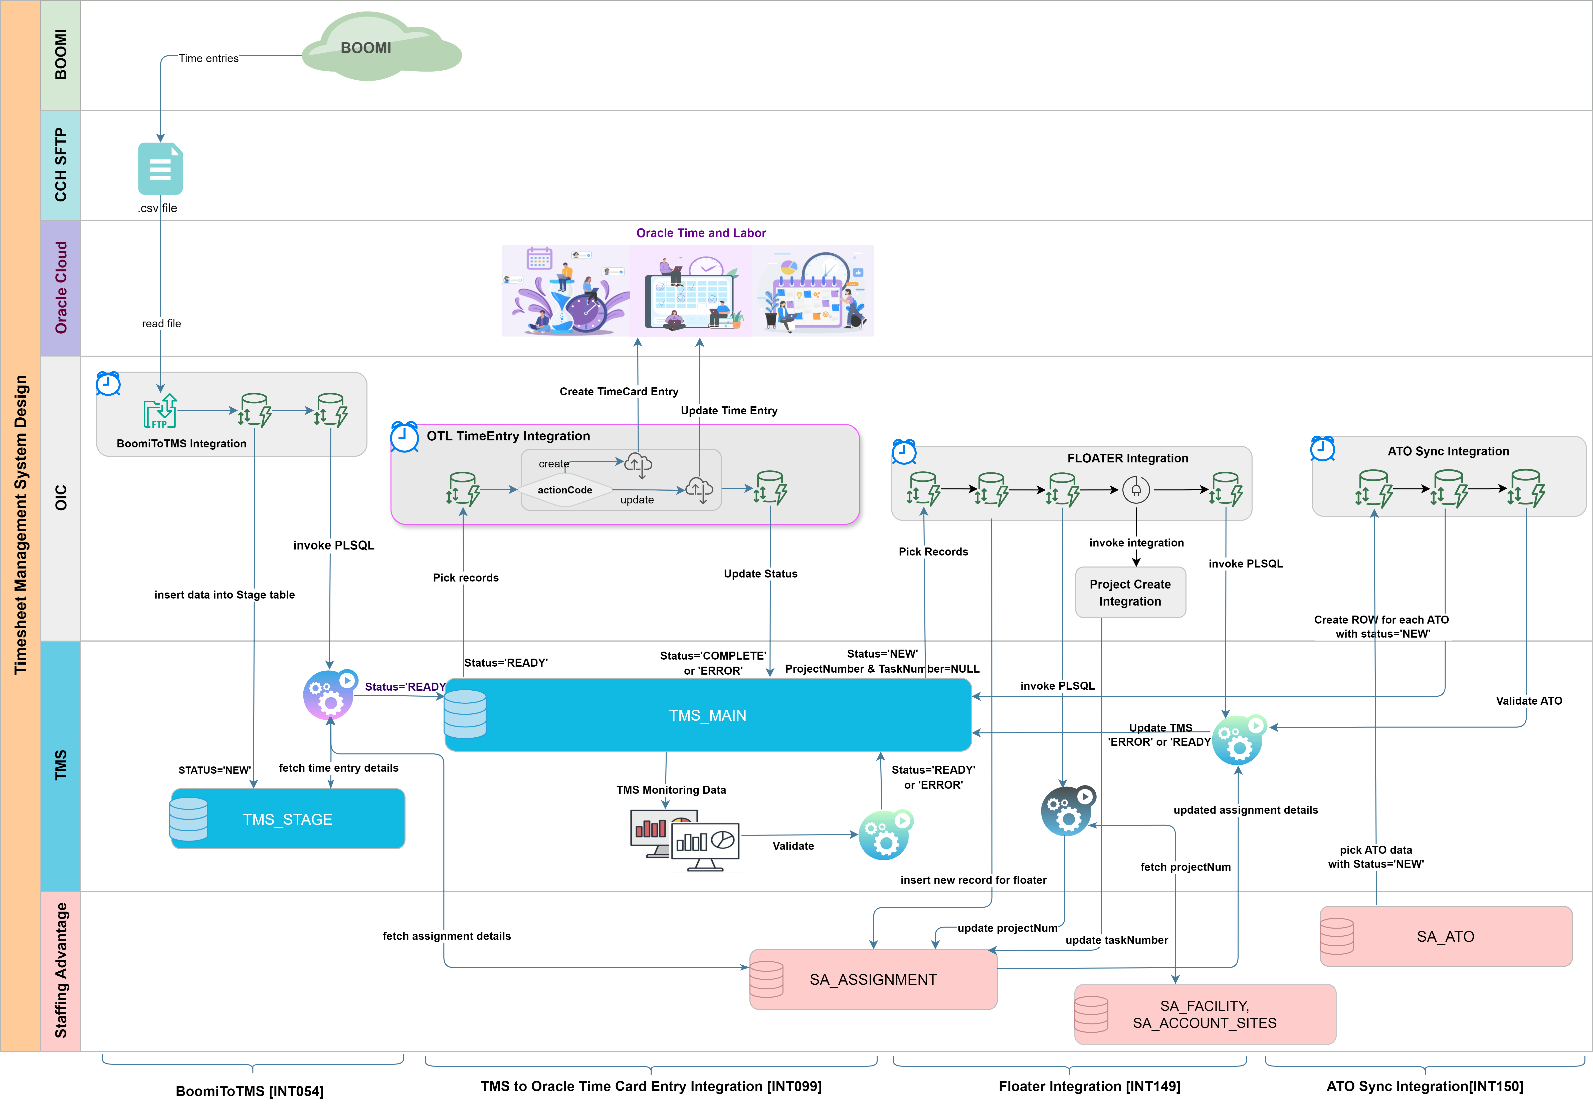 Timesheet Management System Design
BOOMI
CCH SFTP
Oracle Cloud
OIC
TMS
Staffing Advantage
BOOMI
Time entries
.csv file
read file
Oracle Time and Labor
Create TimeCard Entry
Update Time Entry
FTP
BoomiToTMS Integration
OTL TimeEntry Integration
create
actionCode
update
FLOATER Integration
ATO Sync Integration
invoke PLSQL
insert data into Stage table
Pick records
Update Status
Pick Records
invoke integration
Project Create
Integration
invoke PLSQL
Create ROW for each ATO
with status='NEW'
Status='READY'
Status='COMPLETE'
or 'ERROR'
Status='NEW'
ProjectNumber & TaskNumber=NULL
Status='READY
TMS_MAIN
invoke PLSQL
Validate ATO
Update TMS
'ERROR' or 'READY
STATUS='NEW'
fetch time entry details
TMS_STAGE
TMS Monitoring Data
Validate
Status='READY'
or 'ERROR'
updated assignment details
pick ATO data
with Status='NEW'
fetch projectNum
insert new record for floater
fetch assignment details
update projectNum
update taskNumber
SA_ASSIGNMENT
SA_FACILITY,
SA_ACCOUNT_SITES
SA_ATO
BoomiToTMS [INT054]
TMS to Oracle Time Card Entry Integration [INT099]
Floater Integration [INT149]
ATO Sync Integration[INT150]